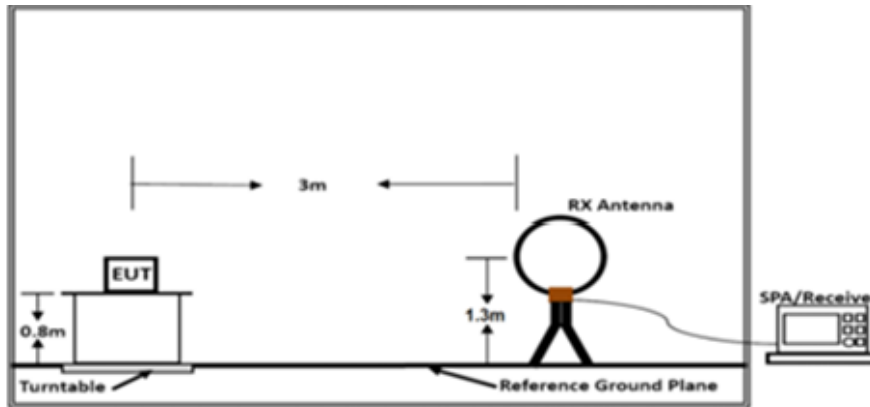 3m
RX Antenna
EUT
SPA/Receive
0.8m
1.3m
Turntable
Reference Ground Plane